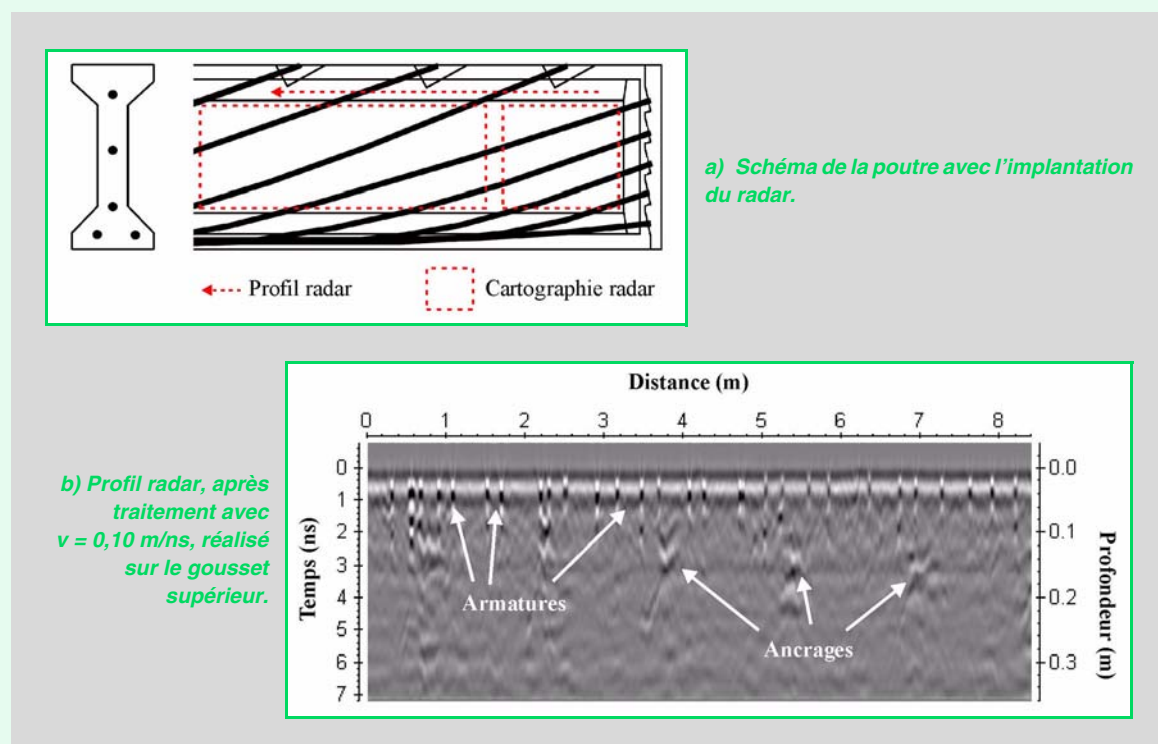 a) Schéma de la poutre avec l'implantation
du radar.
Profil radar
Cartographie radar
b) Profil radar, après
traitement avec
v = 0,10 m/ns, réalisé
sur le gousset
supérieur.
Distance (m)
0 1 2 3 4 5 6 7 8
Temps (ns)
0
1
2
3
4
5
6
7
Armatures
Ancrages
0.0
0.1
0.2
0.3
Profondeur (m)